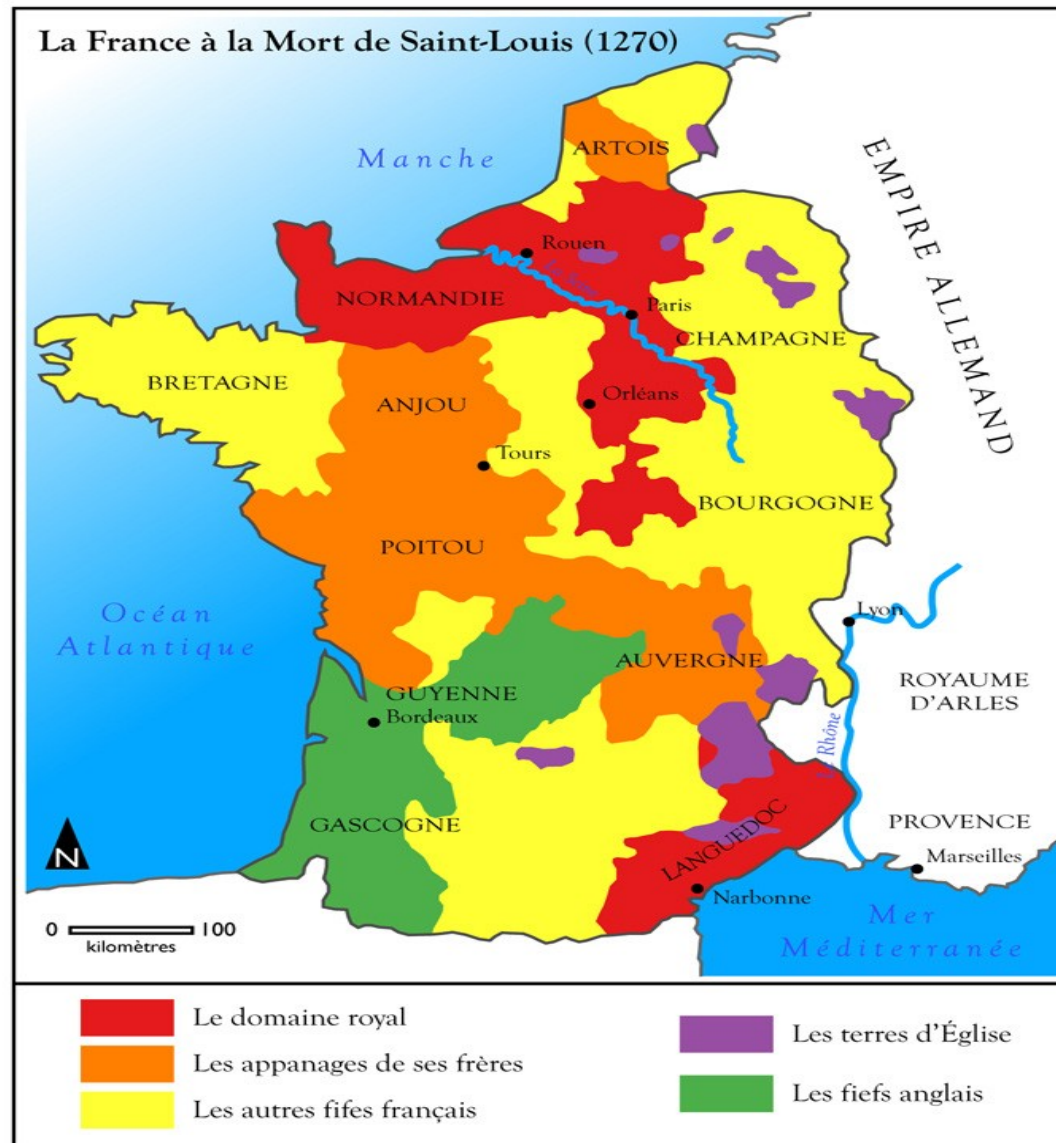 La France à la Mort de Saint-Louis (1270)
Manche
ARTOIS
EMPIRE ALLEMAND
Rouen
La Seine
NORMANDIE
Paris
CHAMPAGNE
BRETAGNE
ANJOU
Orléans
Tours
BOURGOGNE
POITOU
Océan
Atlantique
Lyon
AUVERGNE
ROYAUME
D'ARLES
GUYENNE
Bordeaux
Le Rhône
GASCOGNE
LANGUEDOC
PROVENCE
Marseilles
N
Narbonne
Mer
Méditerranée
0 100
kilomètres
Le domaine royal
Les appanages de ses frères
Les autres fifes français
Les terres d'Église
Les fiefs anglais